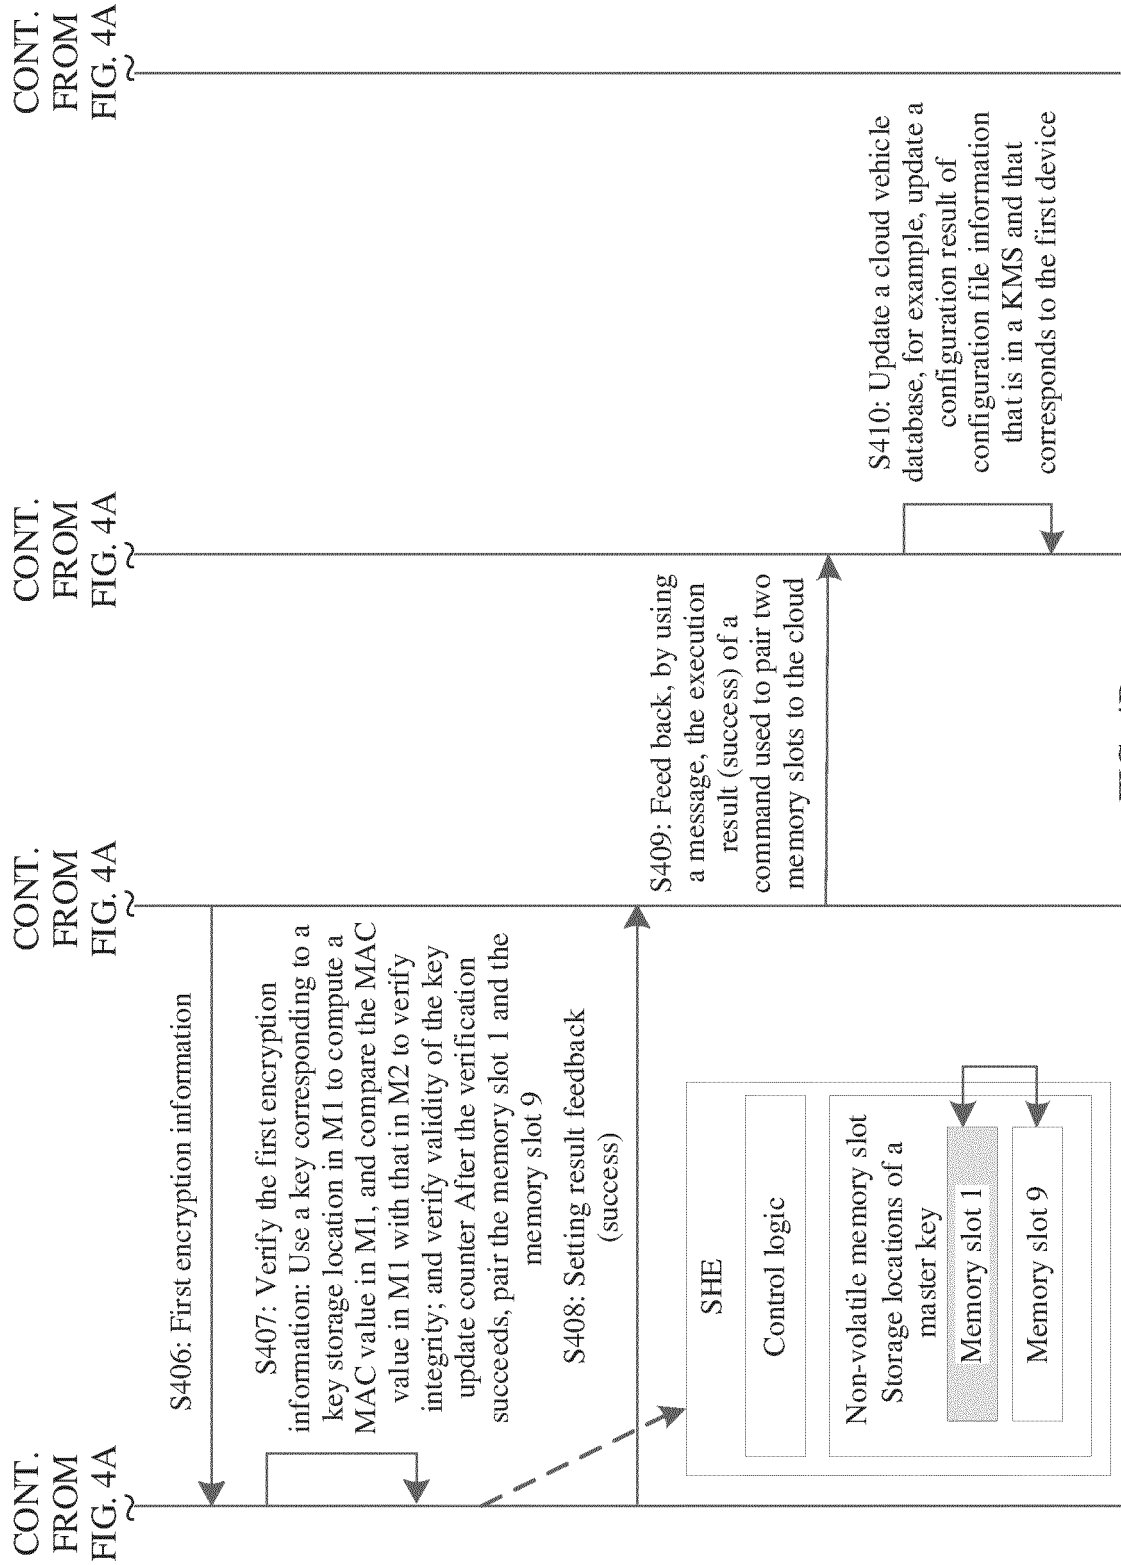 CONT.
FROM
FIG. 4A
CONT.
FROM
FIG. 4A
CONT.
FROM
FIG. 4A
CONT.
FROM
FIG. 4A
S406: First encryption information
S407: Verify the first encryption
information: Use a key corresponding to a
key storage location in M1 to compute a
MAC value in M1, and compare the MAC
value in M1 with that in M2 to verify
integrity; and verify validity of the key
update counter After the verification
succeeds, pair the memory slot 1 and the
memory slot 9
S408: Setting result feedback
(success)
SHE
Control logic
Non-volatile memory slot
Storage locations of a
master key
Memory slot 1
Memory slot 9
S409: Feed back, by using
a message, the execution
result (success) of a
command used to pair two
memory slots to the cloud
S410: Update a cloud vehicle
database, for example, update a
configuration result of
configuration file information
that is in a KMS and that
corresponds to the first device